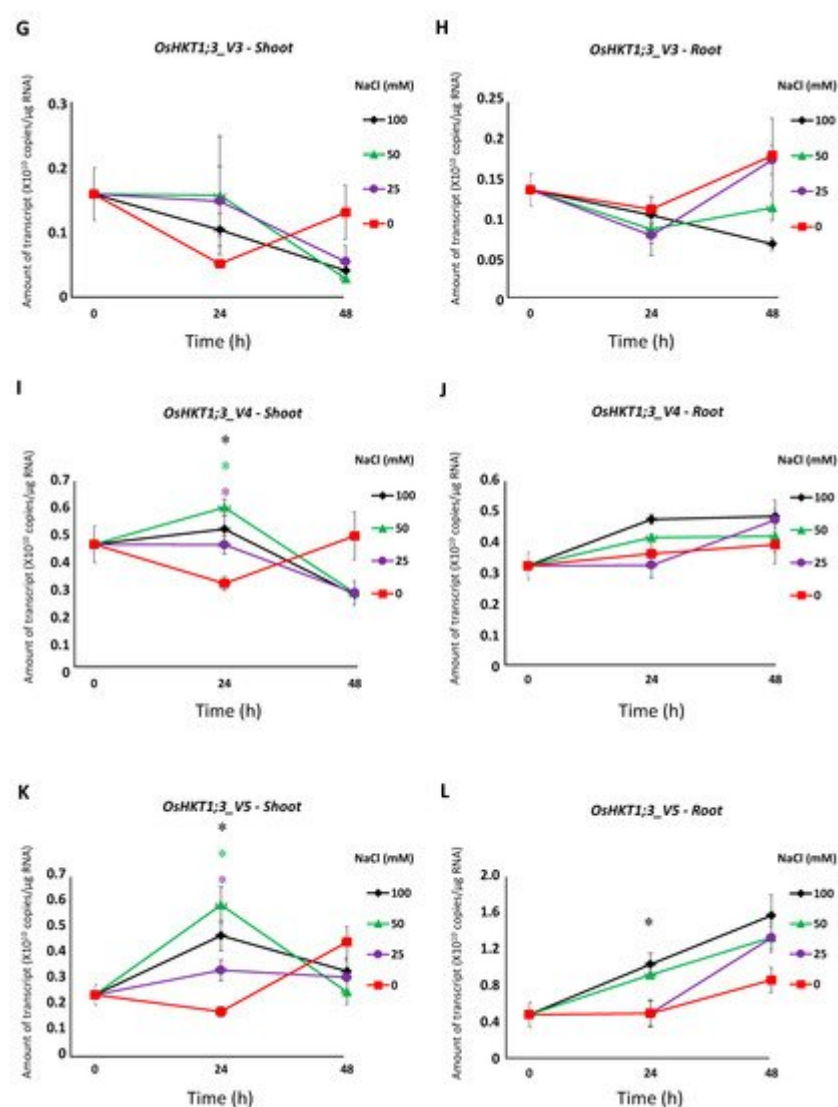 G
OsHKT1;3_V3 - Shoot
Amount of transcript (X10¹⁰ copies/µg RNA)
0.3
0.2
0.1
0
0 24 48
Time (h)
NaCl (mM)
100
50
25
0
H
OsHKT1;3_V3 - Root
Amount of transcript (X10¹⁰ copies/µg RNA)
0.25
0.2
0.15
0.1
0.05
0
0 24 48
Time (h)
NaCl (mM)
100
50
25
0
I
OsHKT1;3_V4 - Shoot
*
*
*
Amount of transcript (X10¹⁰ copies/µg RNA)
0.7
0.6
0.5
0.4
0.3
0.2
0.1
0
0 24 48
Time (h)
NaCl (mM)
100
50
25
0
J
OsHKT1;3_V4 - Root
Amount of transcript (X10¹⁰ copies/µg RNA)
0.6
0.5
0.4
0.3
0.2
0.1
0
0 24 48
Time (h)
NaCl (mM)
100
50
25
0
K
OsHKT1;3_V5 - Shoot
*
*
*
Amount of transcript (X10¹⁰ copies/µg RNA)
0.7
0.6
0.5
0.4
0.3
0.2
0.1
0
0 24 48
Time (h)
NaCl (mM)
100
50
25
0
L
OsHKT1;3_V5 - Root
*
Amount of transcript (X10¹⁰ copies/µg RNA)
2.0
1.6
1.2
0.8
0.4
0
0 24 48
Time (h)
NaCl (mM)
100
50
25
0